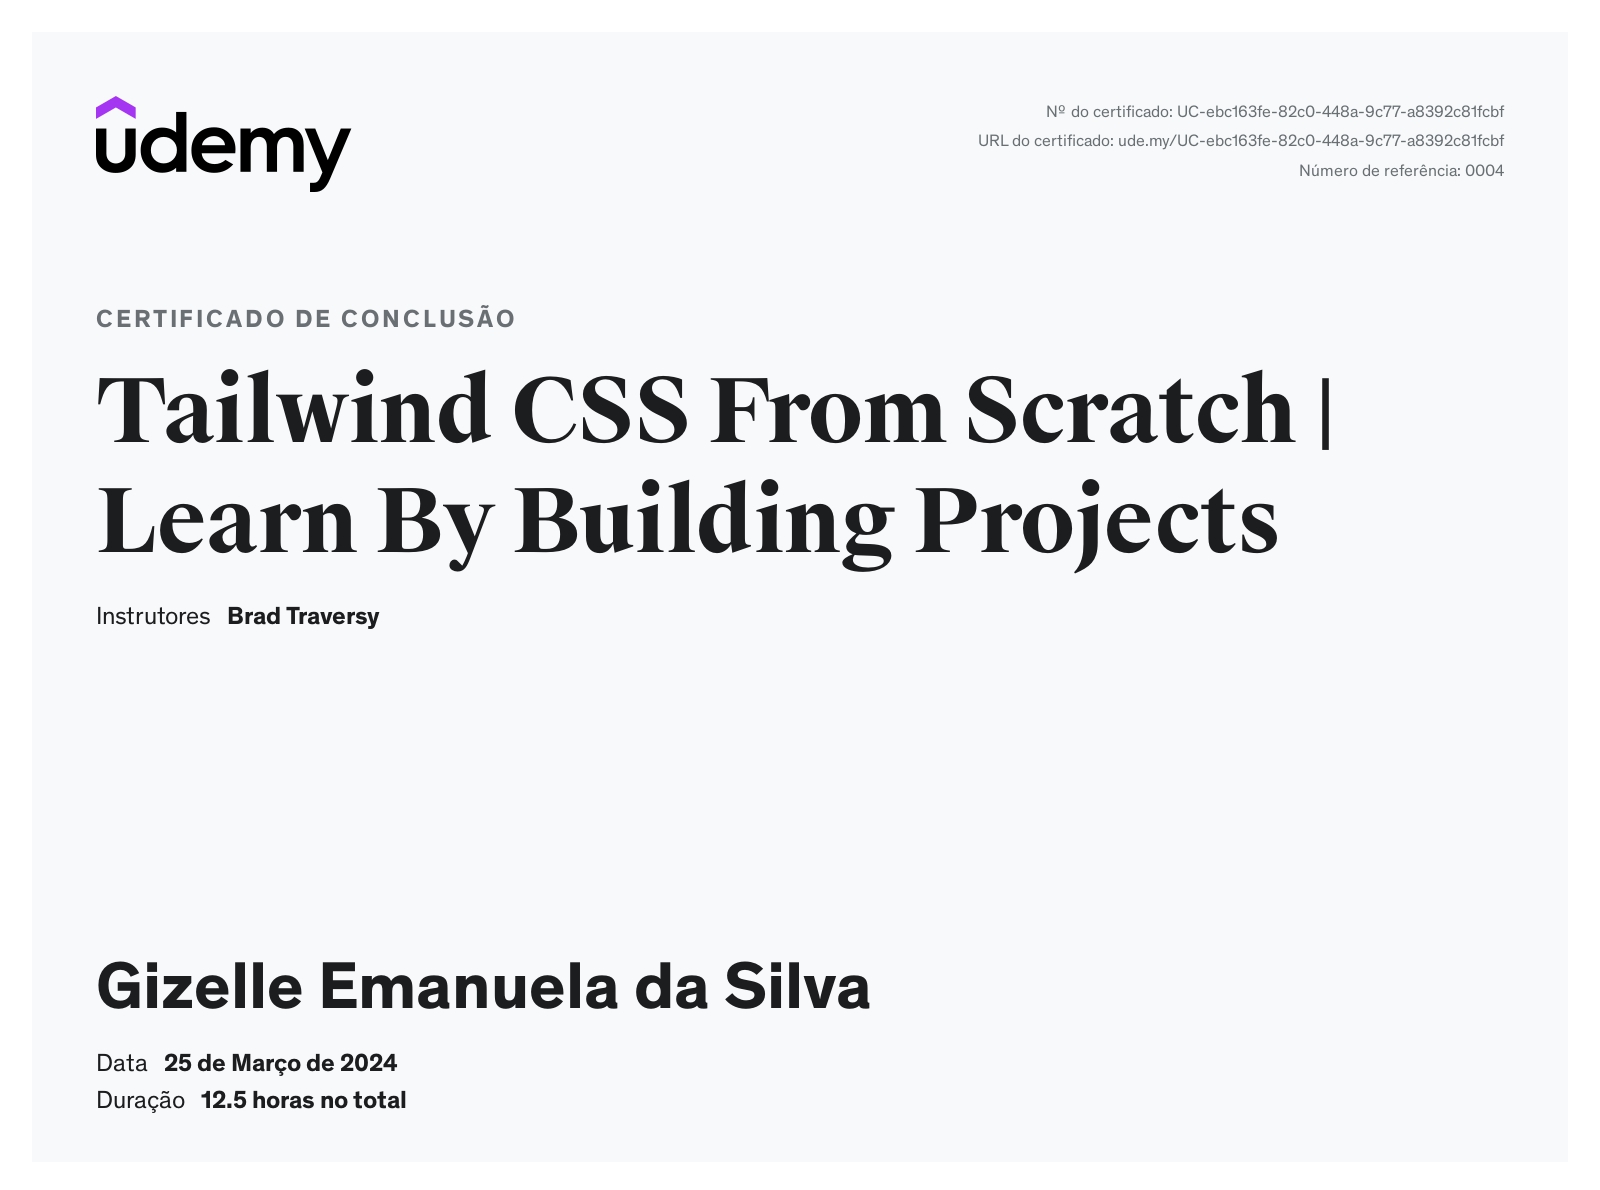 udemy
Nº do certificado: UC-ebc163fe-82c0-448a-9c77-a8392c81fcbf
URL do certificado: ude.my/UC-ebc163fe-82c0-448a-9c77-a8392c81fcbf
Número de referência: 0004
CERTIFICADO DE CONCLUSÃO
Tailwind CSS From Scratch |
Learn By Building Projects
Instrutores Brad Traversy
Gizelle Emanuela da Silva
Data 25 de Março de 2024
Duração 12.5 horas no total